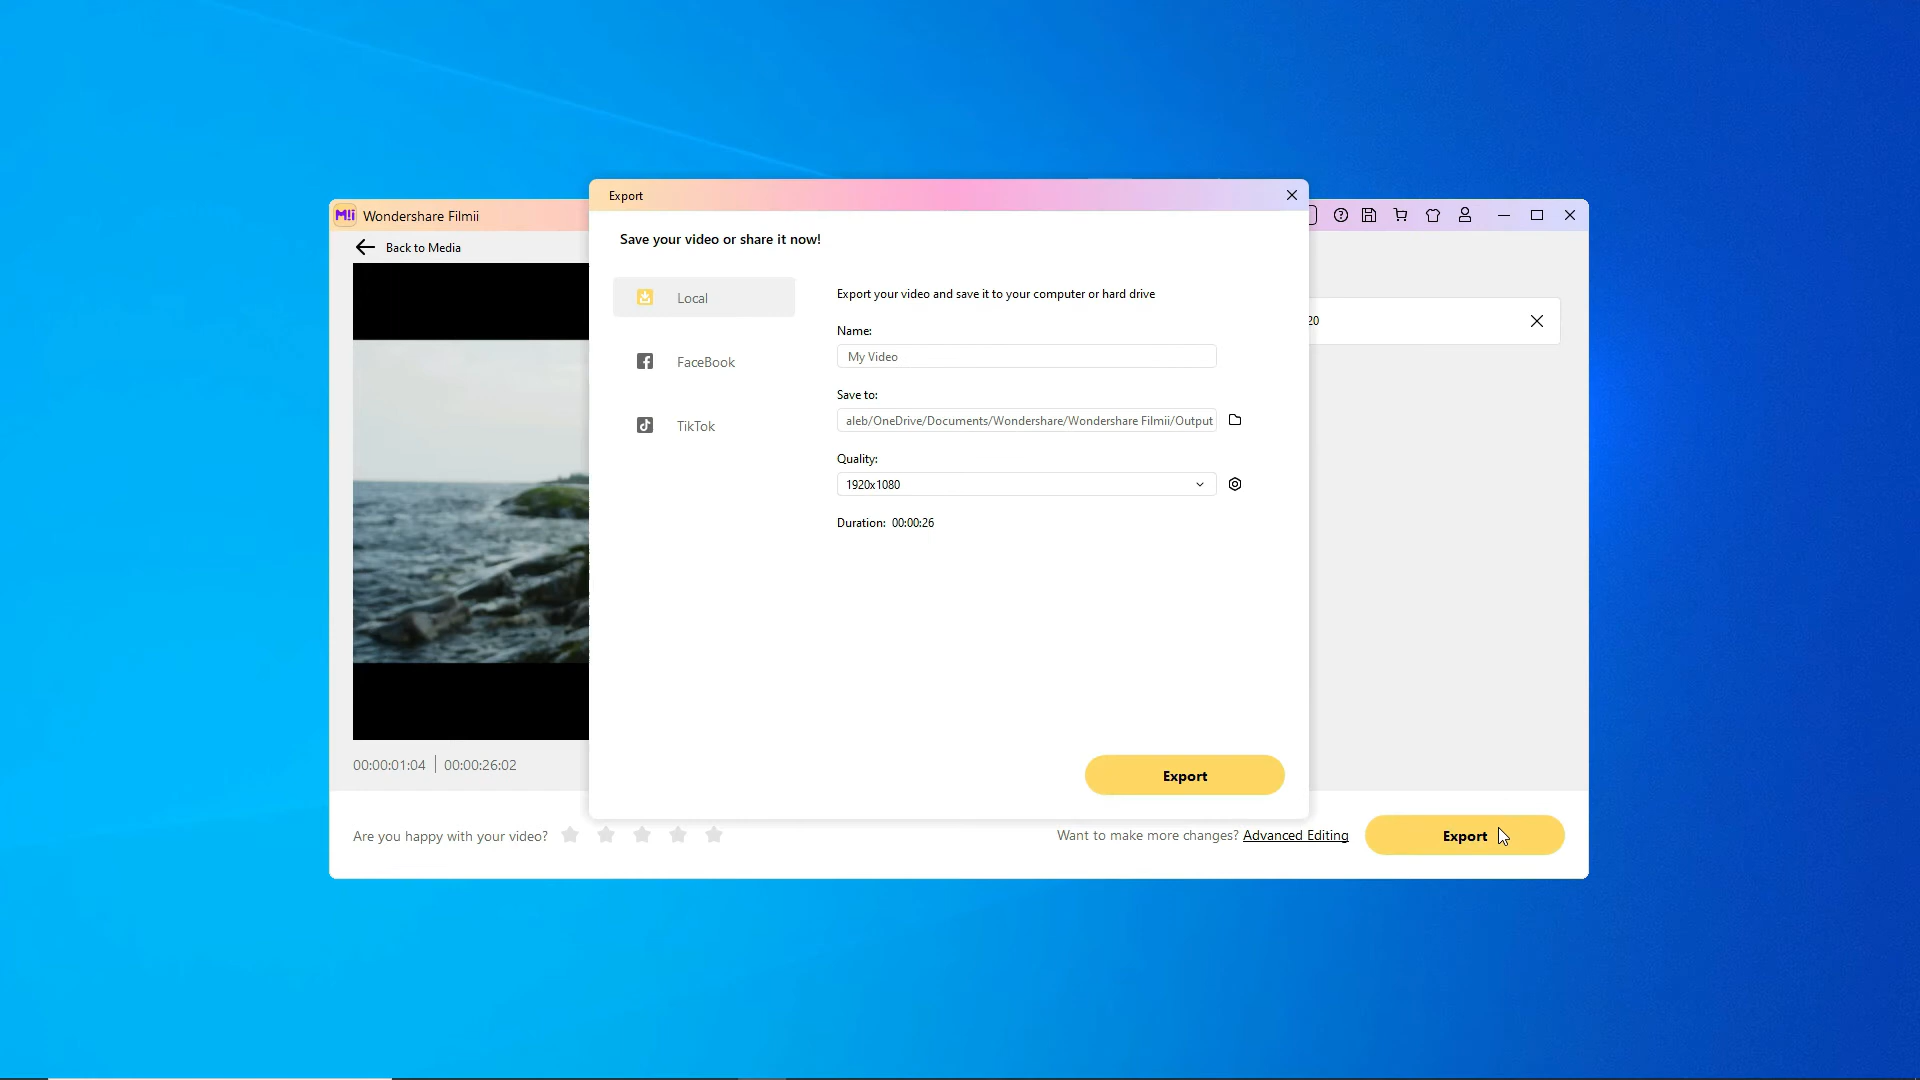 Export
Wondershare Filmii
Save your video or share it now!
Back to Media
Local
Export your video and save it to your computer or hard drive
20
Name:
My Video
FaceBook
Save to:
aleb/OneDrive/Documents/Wondershare/Wondershare Filmii/Output
TikTok
Quality:
1920x1080
Duration: 00:00:26
00:00:01:04 | 00:00:26:02
Export
Are you happy with your video?
Want to make more changes? Advanced Editing
Export